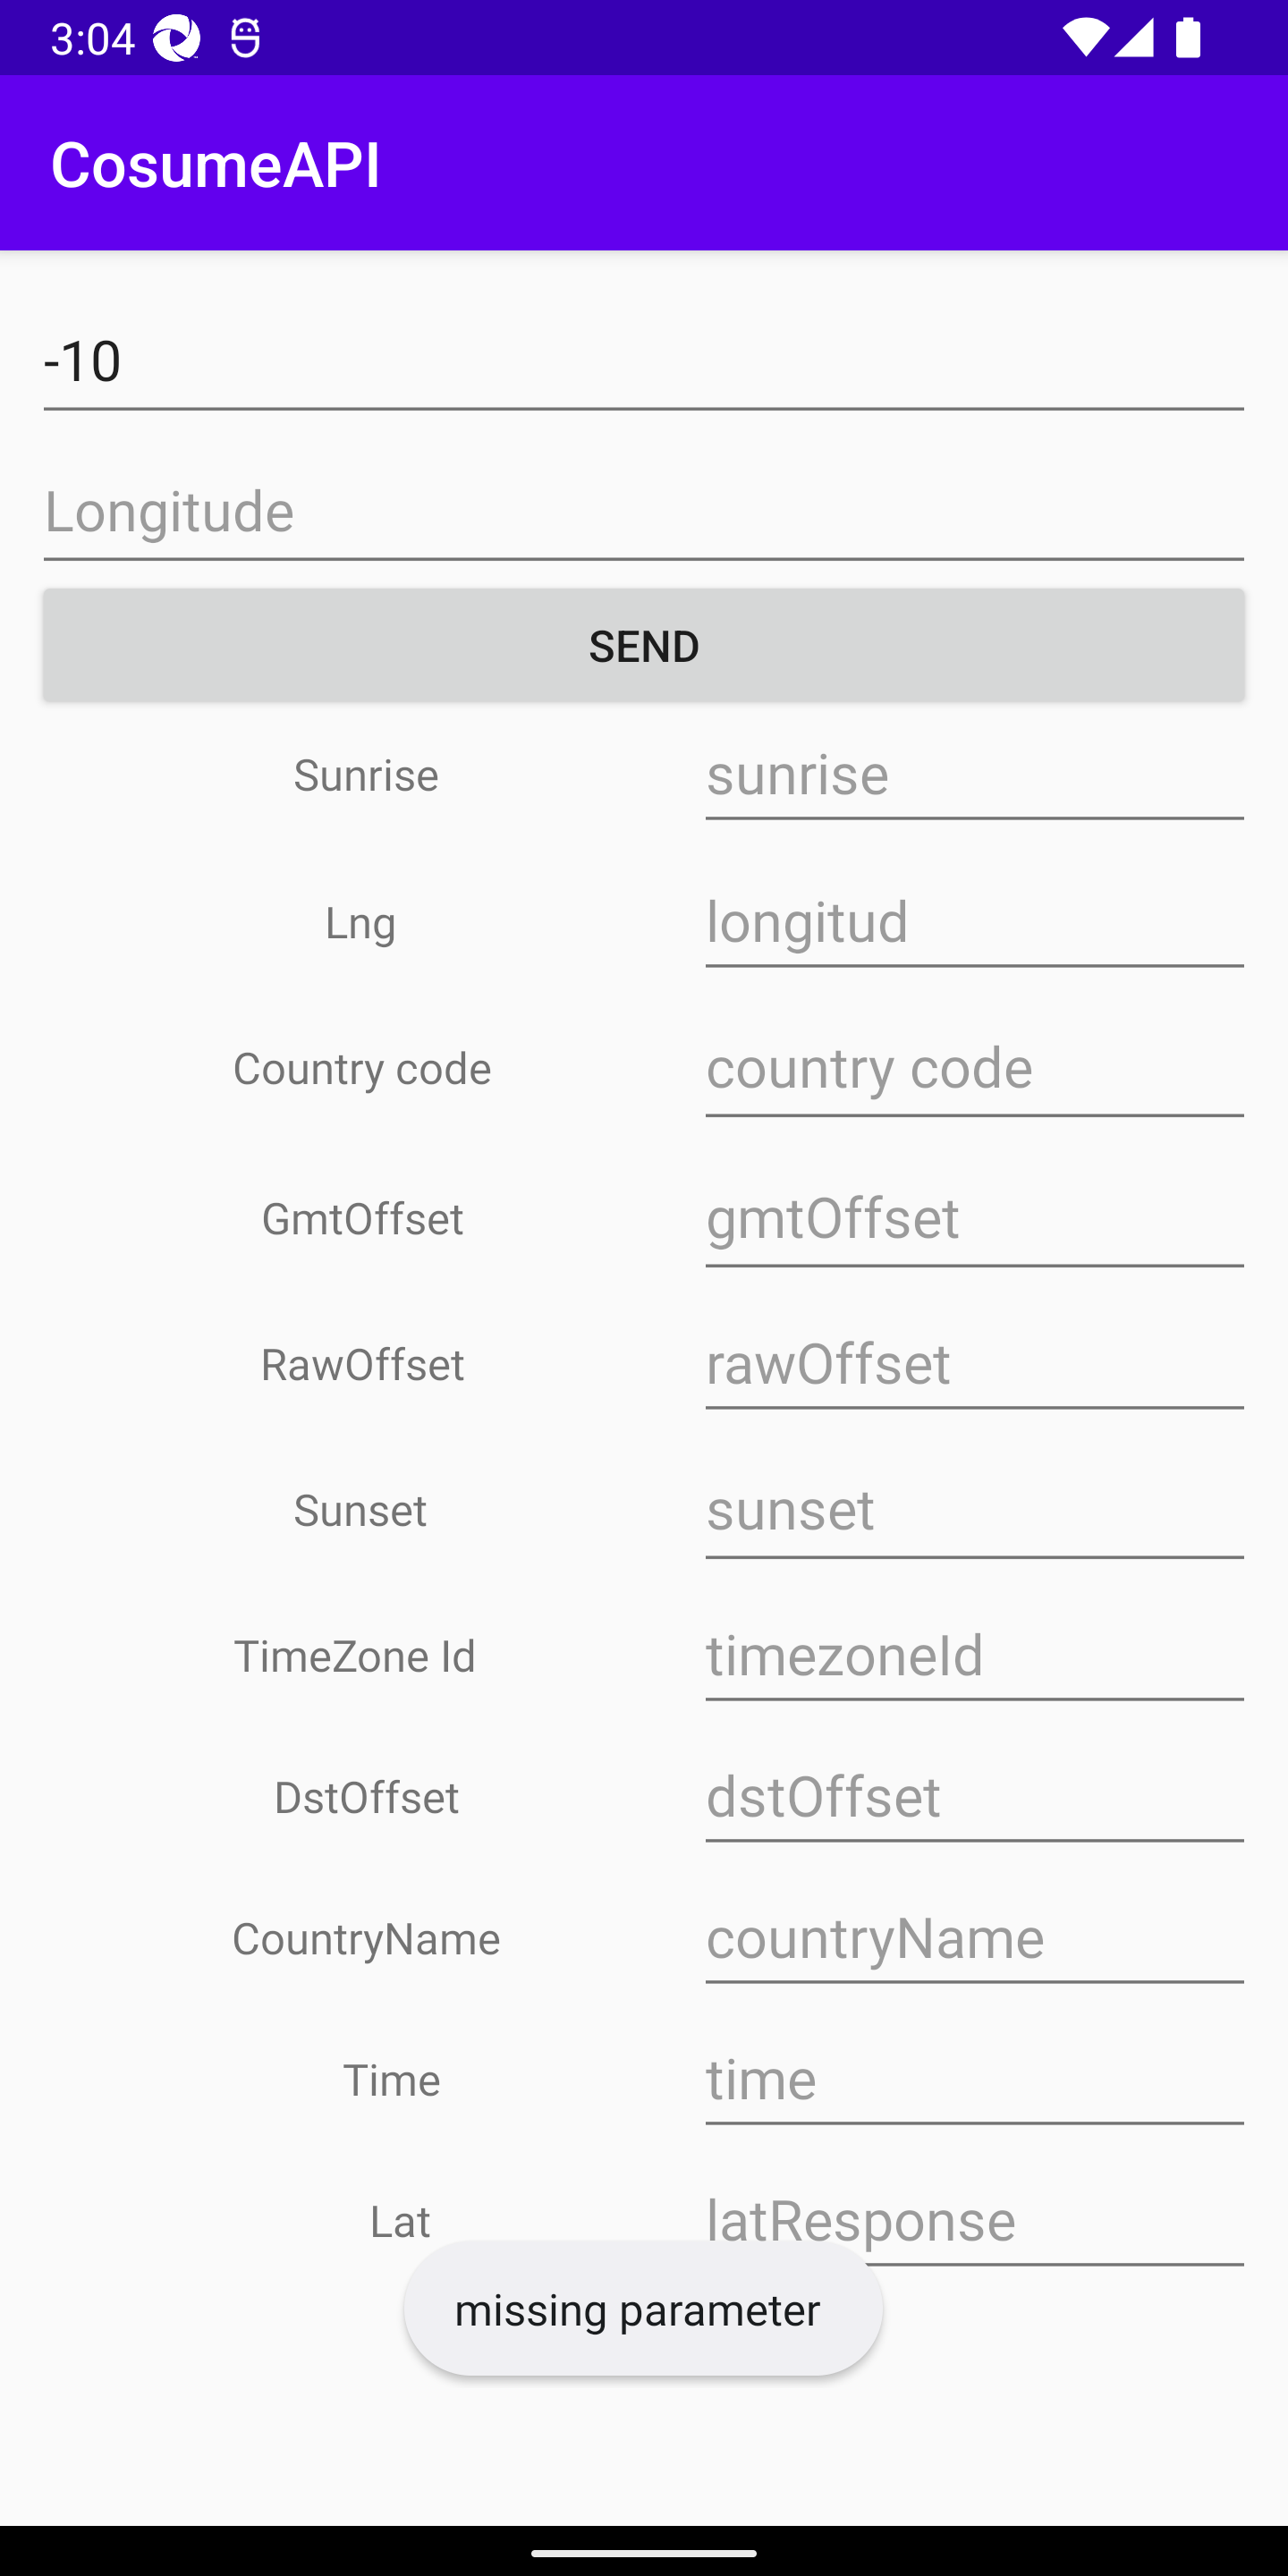 3:04
CosumeAPI
-10
Longitude
SEND
Sunrise sunrise
Lng longitud
Country code country code
GmtOffset gmtOffset
RawOffset rawOffset
Sunset sunset
TimeZone Id timezoneId
DstOffset dstOffset
CountryName countryName
Time time
Lat latResponse
missing parameter